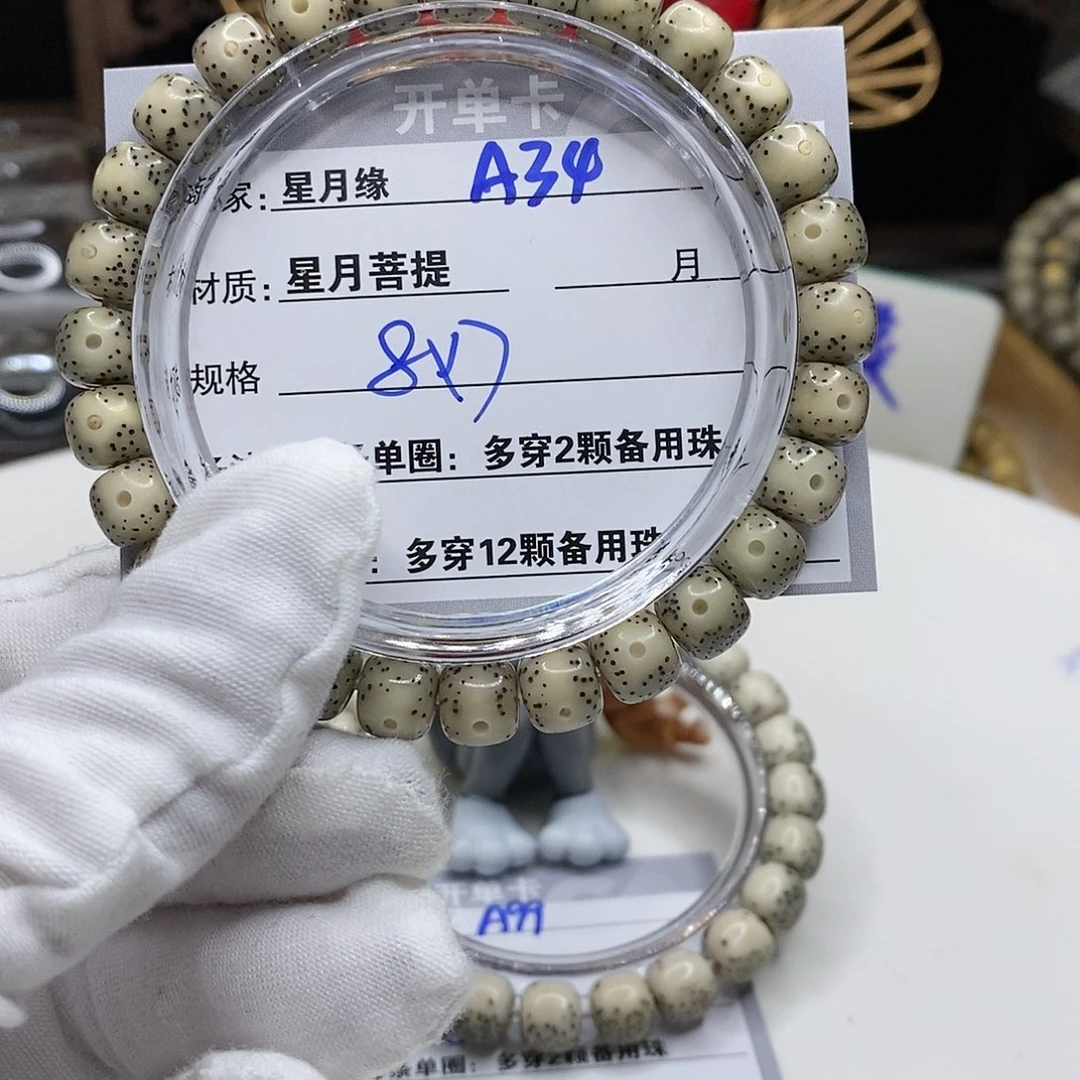 开单卡
家：星月缘 A34
材质：星月菩提 月
规格 8X7
单圈：多穿2颗备用珠
：多穿12颗备用珠
开单卡
A99
单圈：多穿2颗备用珠